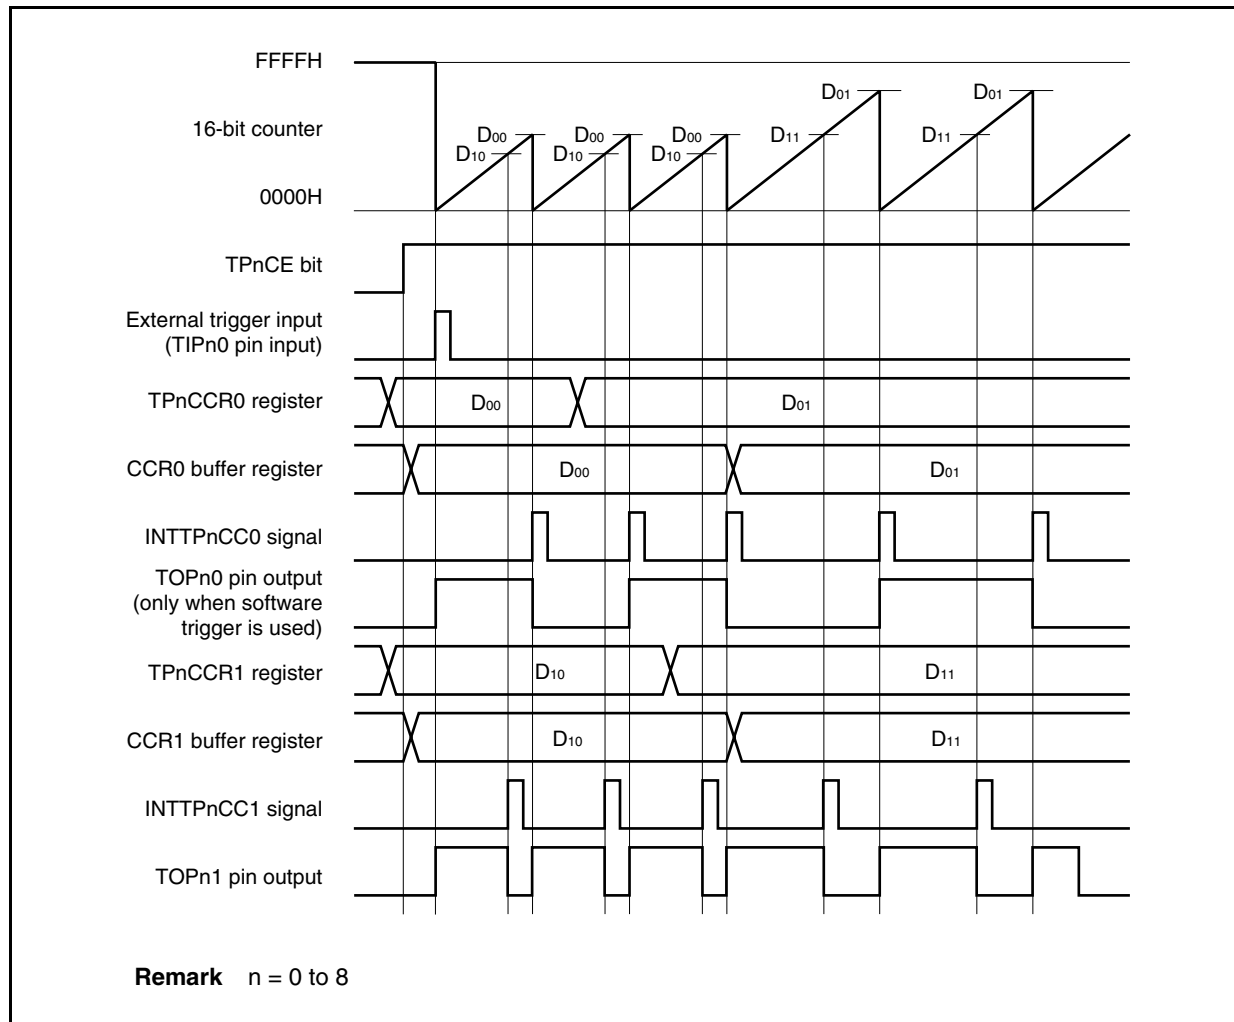 FFFFH
D01 D01
16-bit counter D00 D00 D00 D11 D11
D10 D10 D10
0000H
TPnCE bit
External trigger input
(TIPn0 pin input)
TPnCCR0 register D00 D01
CCR0 buffer register D00 D01
INTTPnCC0 signal
TOPn0 pin output
(only when software
trigger is used)
TPnCCR1 register D10 D11
CCR1 buffer register D10 D11
INTTPnCC1 signal
TOPn1 pin output
Remark n = 0 to 8